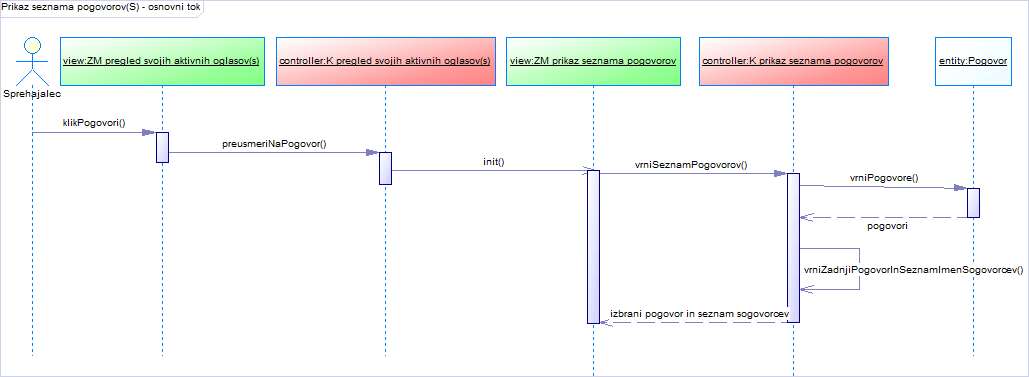 Prikaz seznama pogovorov(S) - osnovni tok
Sprehajalec
view:ZM pregled svojih aktivnih oglasov(s)
controller:K pregled svojih aktivnih oglasov(s)
view:ZM prikaz seznama pogovorov
controller:K prikaz seznama pogovorov
entity:Pogovor
klikPogovori()
preusmeriNaPogovor()
init()
vrniSeznamPogovorov()
vrniPogovore()
pogovori
vrniZadnjiPogovorInSeznamImenSogovorcev()
izbrani pogovor in seznam sogovorcev